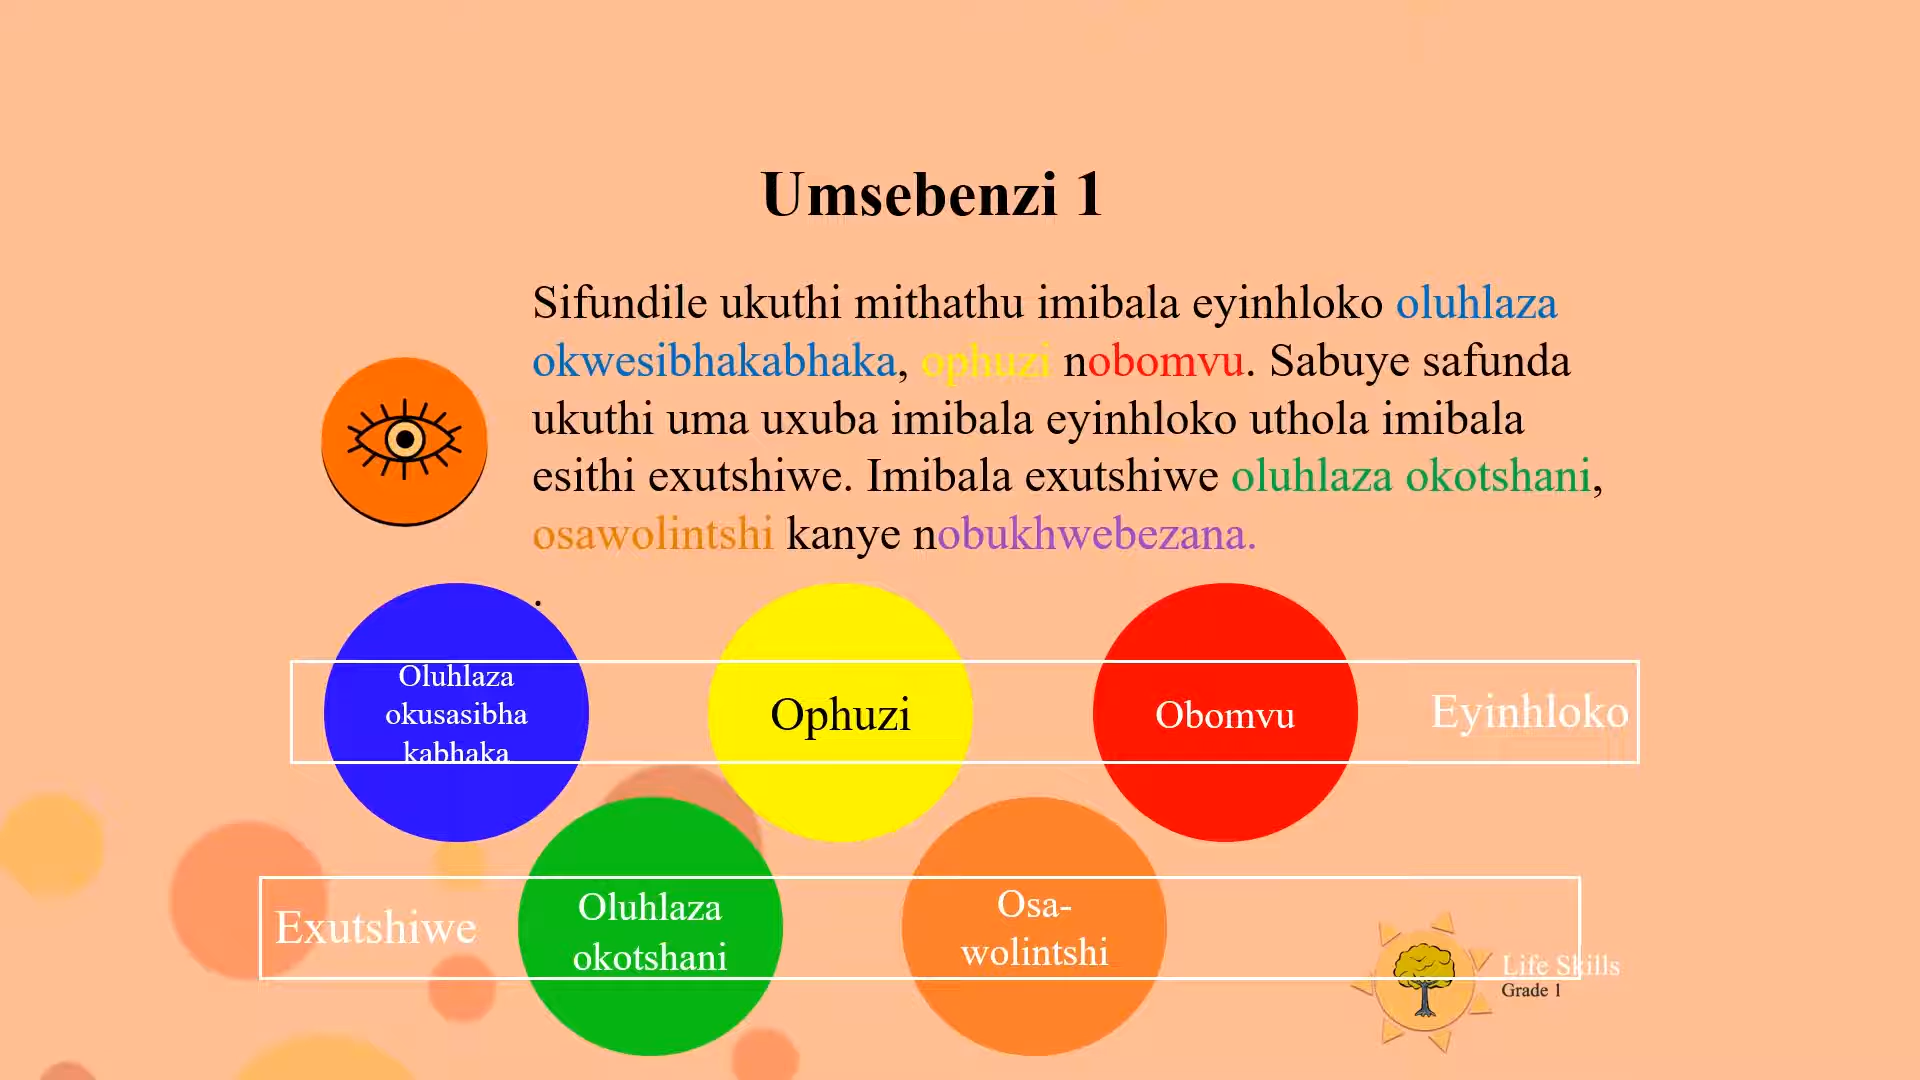 Umsebenzi 1
Sifundile ukuthi mithathu imibala eyinhloko oluhlaza
okwesibhakabhaka, ophuzi nobomvu. Sabuye safunda
ukuthi uma uxuba imibala eyinhloko uthola imibala
esithi exutshiwe. Imibala exutshiwe oluhlaza okotshani,
osawolintshi kanye nobukhwebezana.
.
Oluhlaza
okusasibha
kabhaka
Ophuzi
Obomvu
Eyinhloko
Exutshiwe
Oluhlaza
okotshani
Osa-
wolintshi
Life Skills
Grade 1